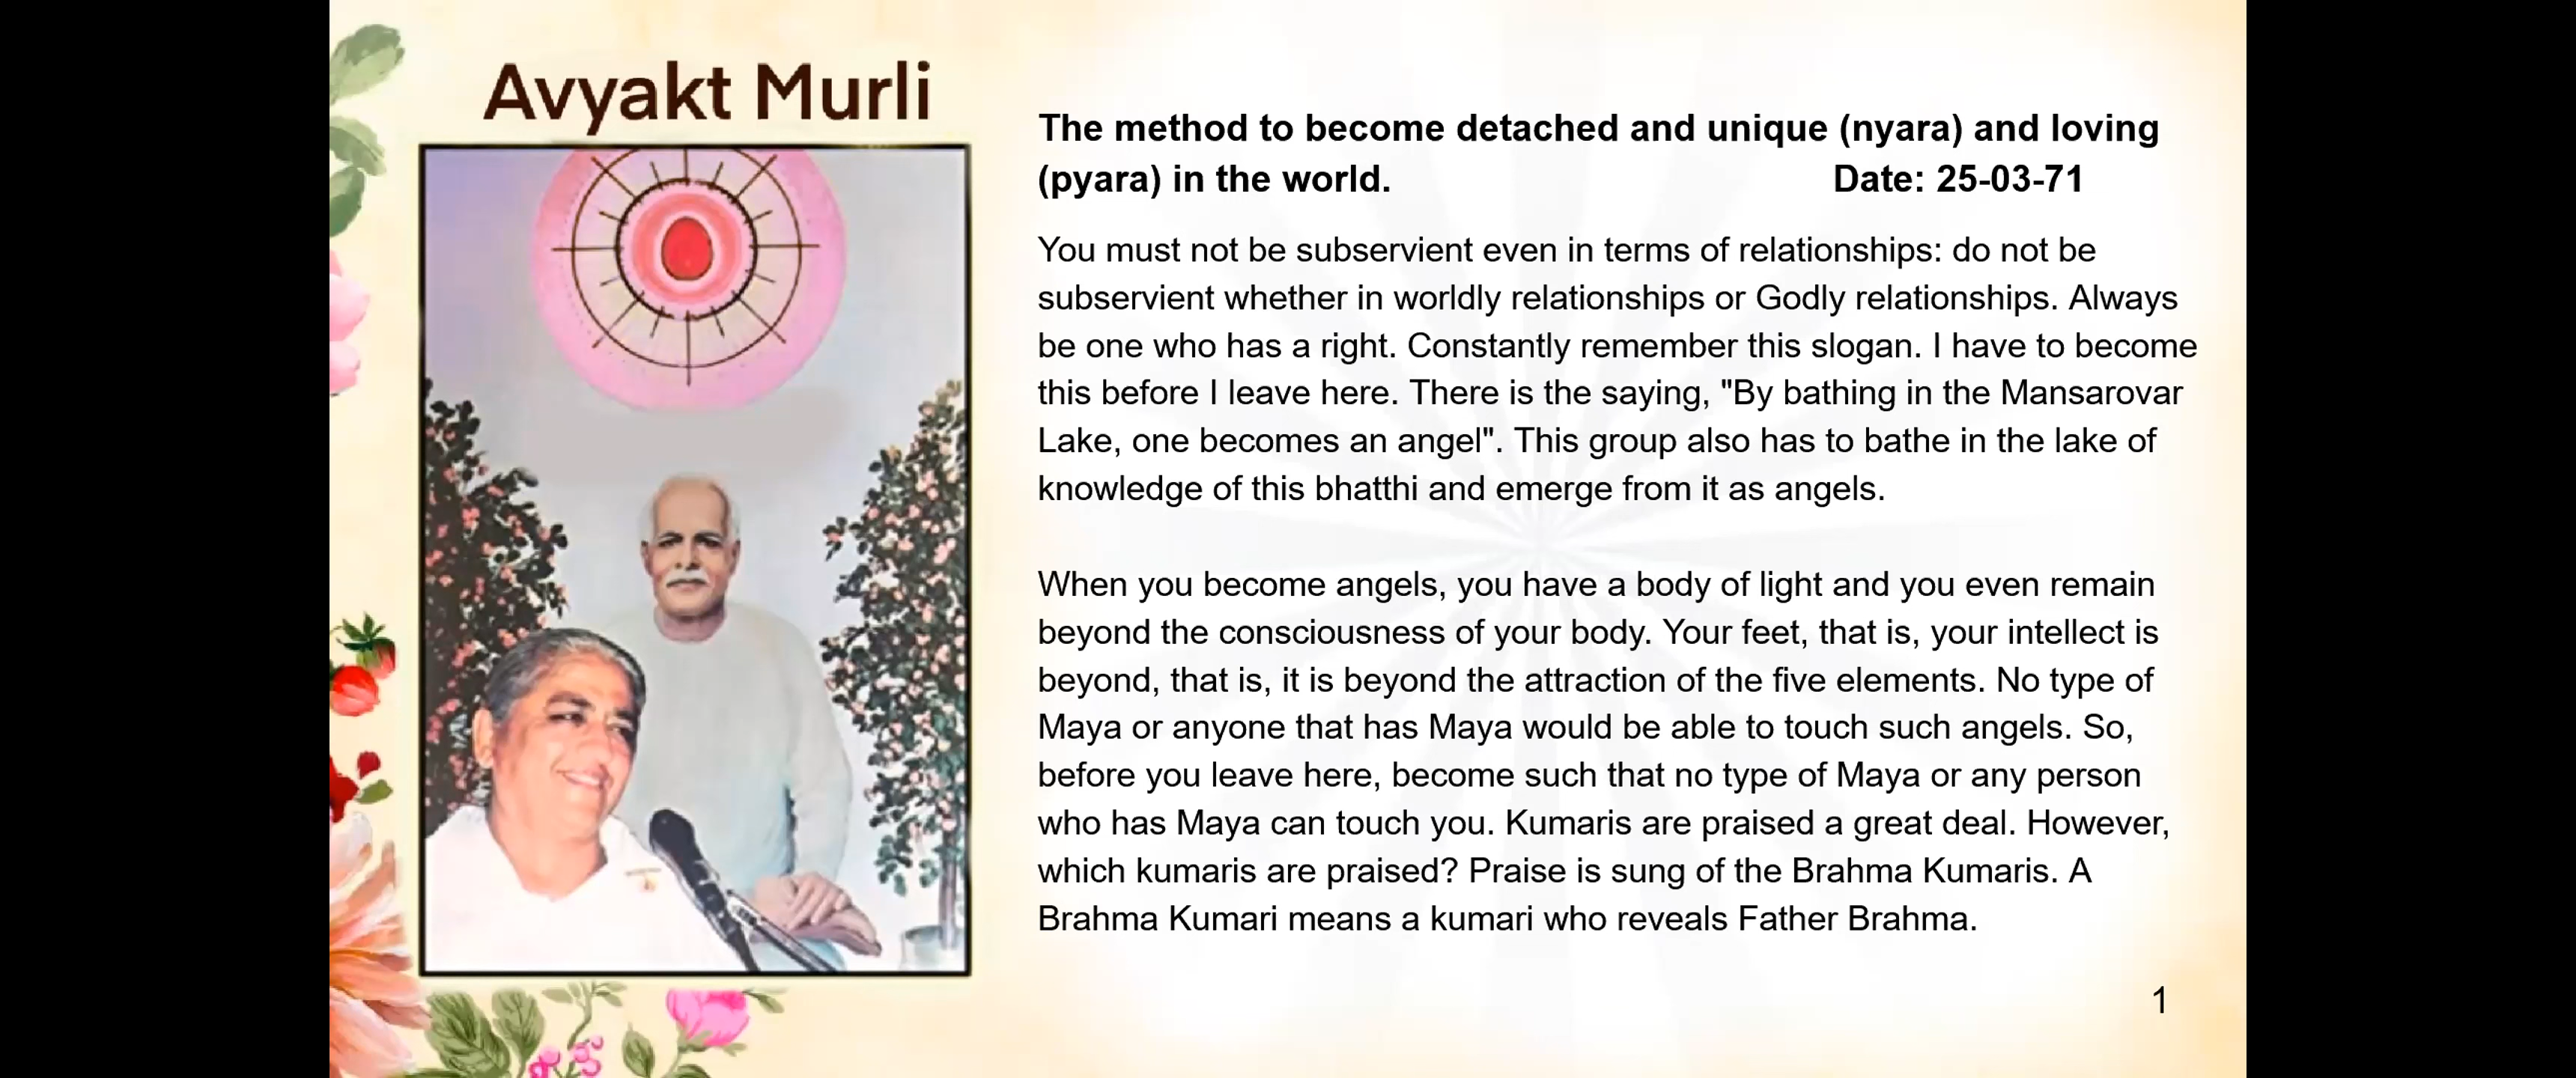 Avyakt Murli
The method to become detached and unique (nyara) and loving
(pyara) in the world. Date: 25-03-71
You must not be subservient even in terms of relationships: do not be
subservient whether in worldly relationships or Godly relationships. Always
be one who has a right. Constantly remember this slogan. I have to become
this before I leave here. There is the saying, "By bathing in the Mansarovar
Lake, one becomes an angel". This group also has to bathe in the lake of
knowledge of this bhatthi and emerge from it as angels.
When you become angels, you have a body of light and you even remain
beyond the consciousness of your body. Your feet, that is, your intellect is
beyond, that is, it is beyond the attraction of the five elements. No type of
Maya or anyone that has Maya would be able to touch such angels. So,
before you leave here, become such that no type of Maya or any person
who has Maya can touch you. Kumaris are praised a great deal. However,
which kumaris are praised? Praise is sung of the Brahma Kumaris. A
Brahma Kumari means a kumari who reveals Father Brahma.
1